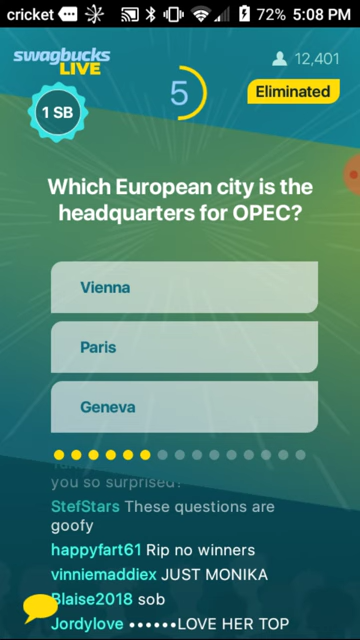 cricket 72% 5:08 PM
swagbucks
LIVE
12,401
1 SB
5
Eliminated
Which European city is the
headquarters for OPEC?
Vienna
Paris
Geneva
you so surprised?
StefStars These questions are
goofy
happyfart61 Rip no winners
vinniemaddiex JUST MONIKA
Blaise2018 sob
Jordylove ••••••LOVE HER TOP